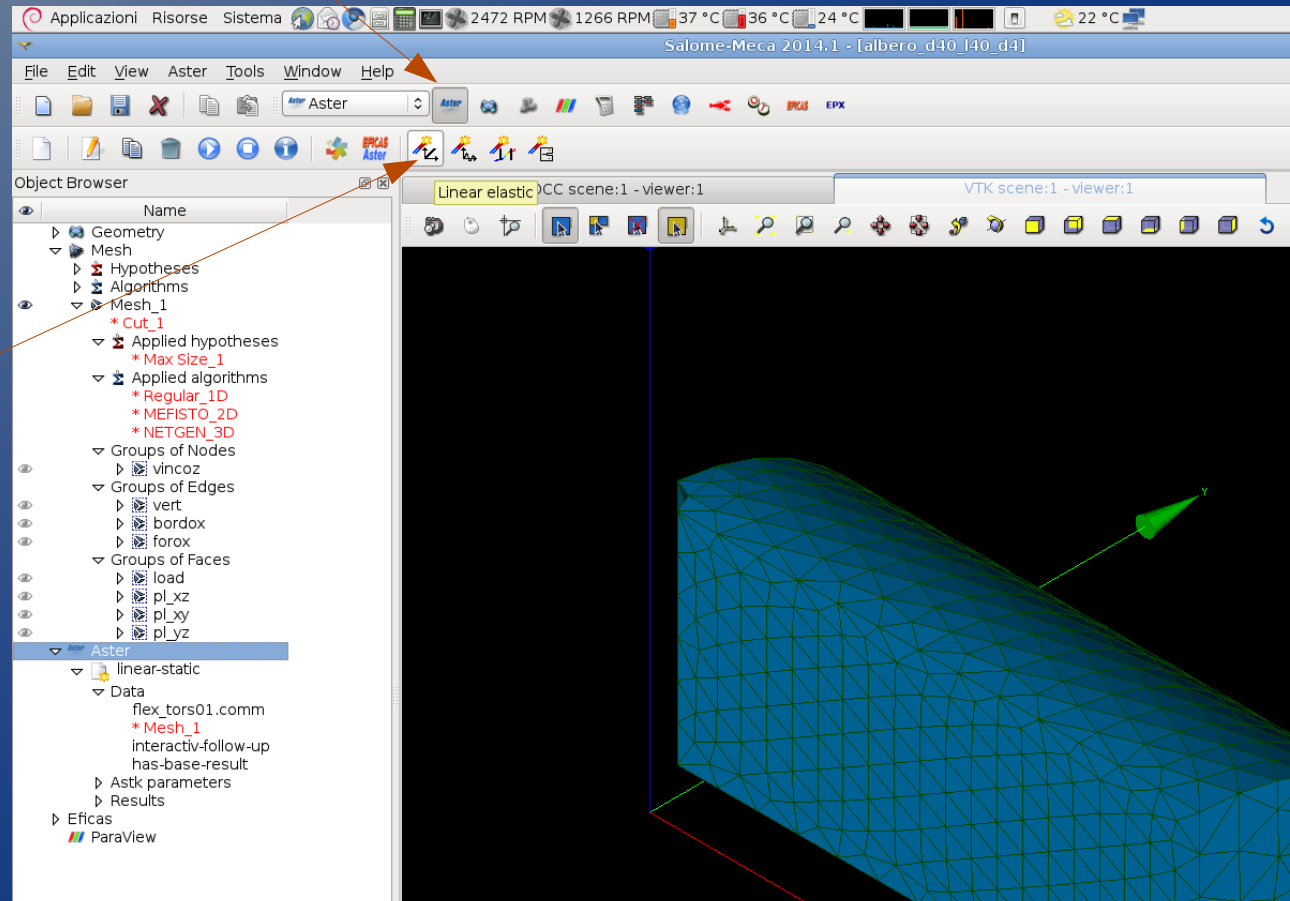 Applicazioni Risorse Sistema 2472 RPM 1266 RPM 37 °C 36 °C 24 °C 22 °C
Salome-Meca 2014.1 - [albero_d40_l40_d4]
File Edit View Aster Tools Window Help
Aster Aster Aster EFICAS EPX
EFICAS
Aster
Object Browser
Linear elastic OCC scene:1 - viewer:1 VTK scene:1 - viewer:1
Name
Geometry
Mesh
Hypotheses
Algorithms
Mesh_1
* Cut_1
Applied hypotheses
* Max Size_1
Applied algorithms
* Regular_1D
* MEFISTO_2D
* NETGEN_3D
Groups of Nodes
vincoz
Groups of Edges
vert
bordox
forox
Groups of Faces
load
pl_xz
pl_xy
pl_yz
Aster Aster
linear-static
Data
flex_tors01.comm
* Mesh_1
interactiv-follow-up
has-base-result
Astk parameters
Results
Eficas
ParaView
Y